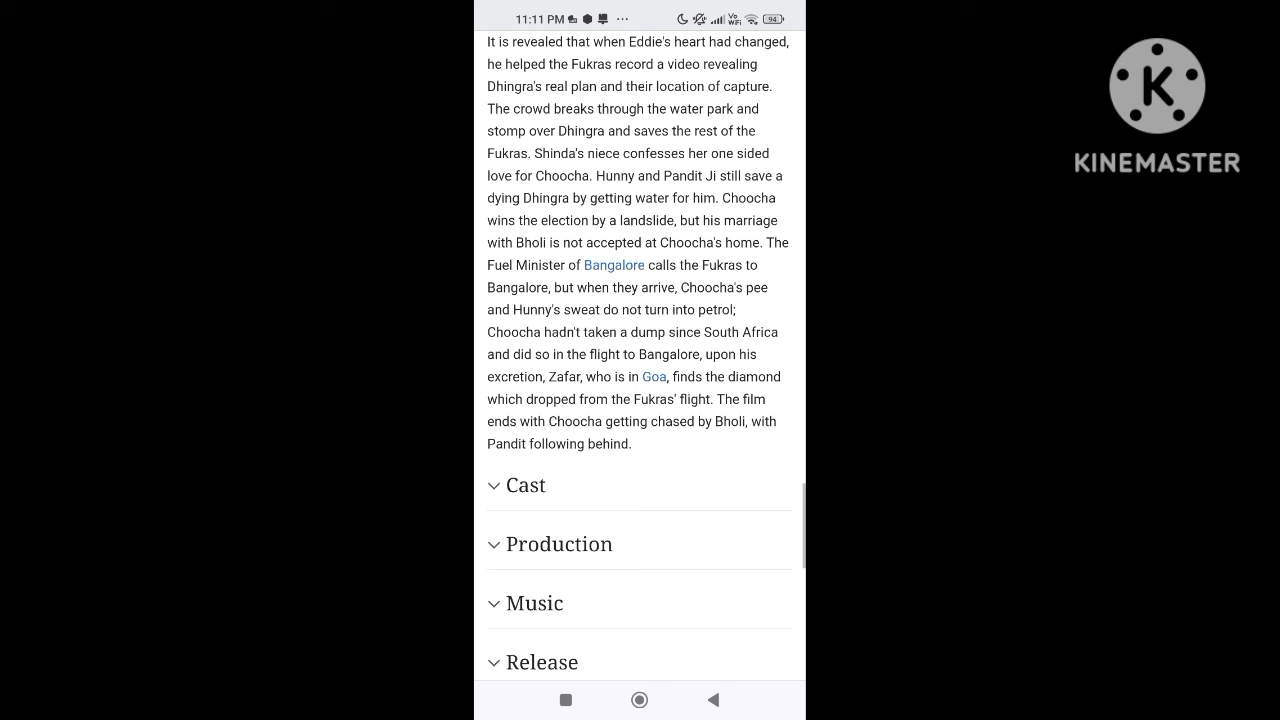 11:11 PM
Vo
WiFi
94
It is revealed that when Eddie's heart had changed,
he helped the Fukras record a video revealing
Dhingra's real plan and their location of capture.
The crowd breaks through the water park and
stomp over Dhingra and saves the rest of the
Fukras. Shinda's niece confesses her one sided
love for Choocha. Hunny and Pandit Ji still save a
dying Dhingra by getting water for him. Choocha
wins the election by a landslide, but his marriage
with Bholi is not accepted at Choocha's home. The
Fuel Minister of Bangalore calls the Fukras to
Bangalore, but when they arrive, Choocha's pee
and Hunny's sweat do not turn into petrol;
Choocha hadn't taken a dump since South Africa
and did so in the flight to Bangalore, upon his
excretion, Zafar, who is in Goa, finds the diamond
which dropped from the Fukras' flight. The film
ends with Choocha getting chased by Bholi, with
Pandit following behind.
Cast
Production
Music
Release
K
KINEMASTER